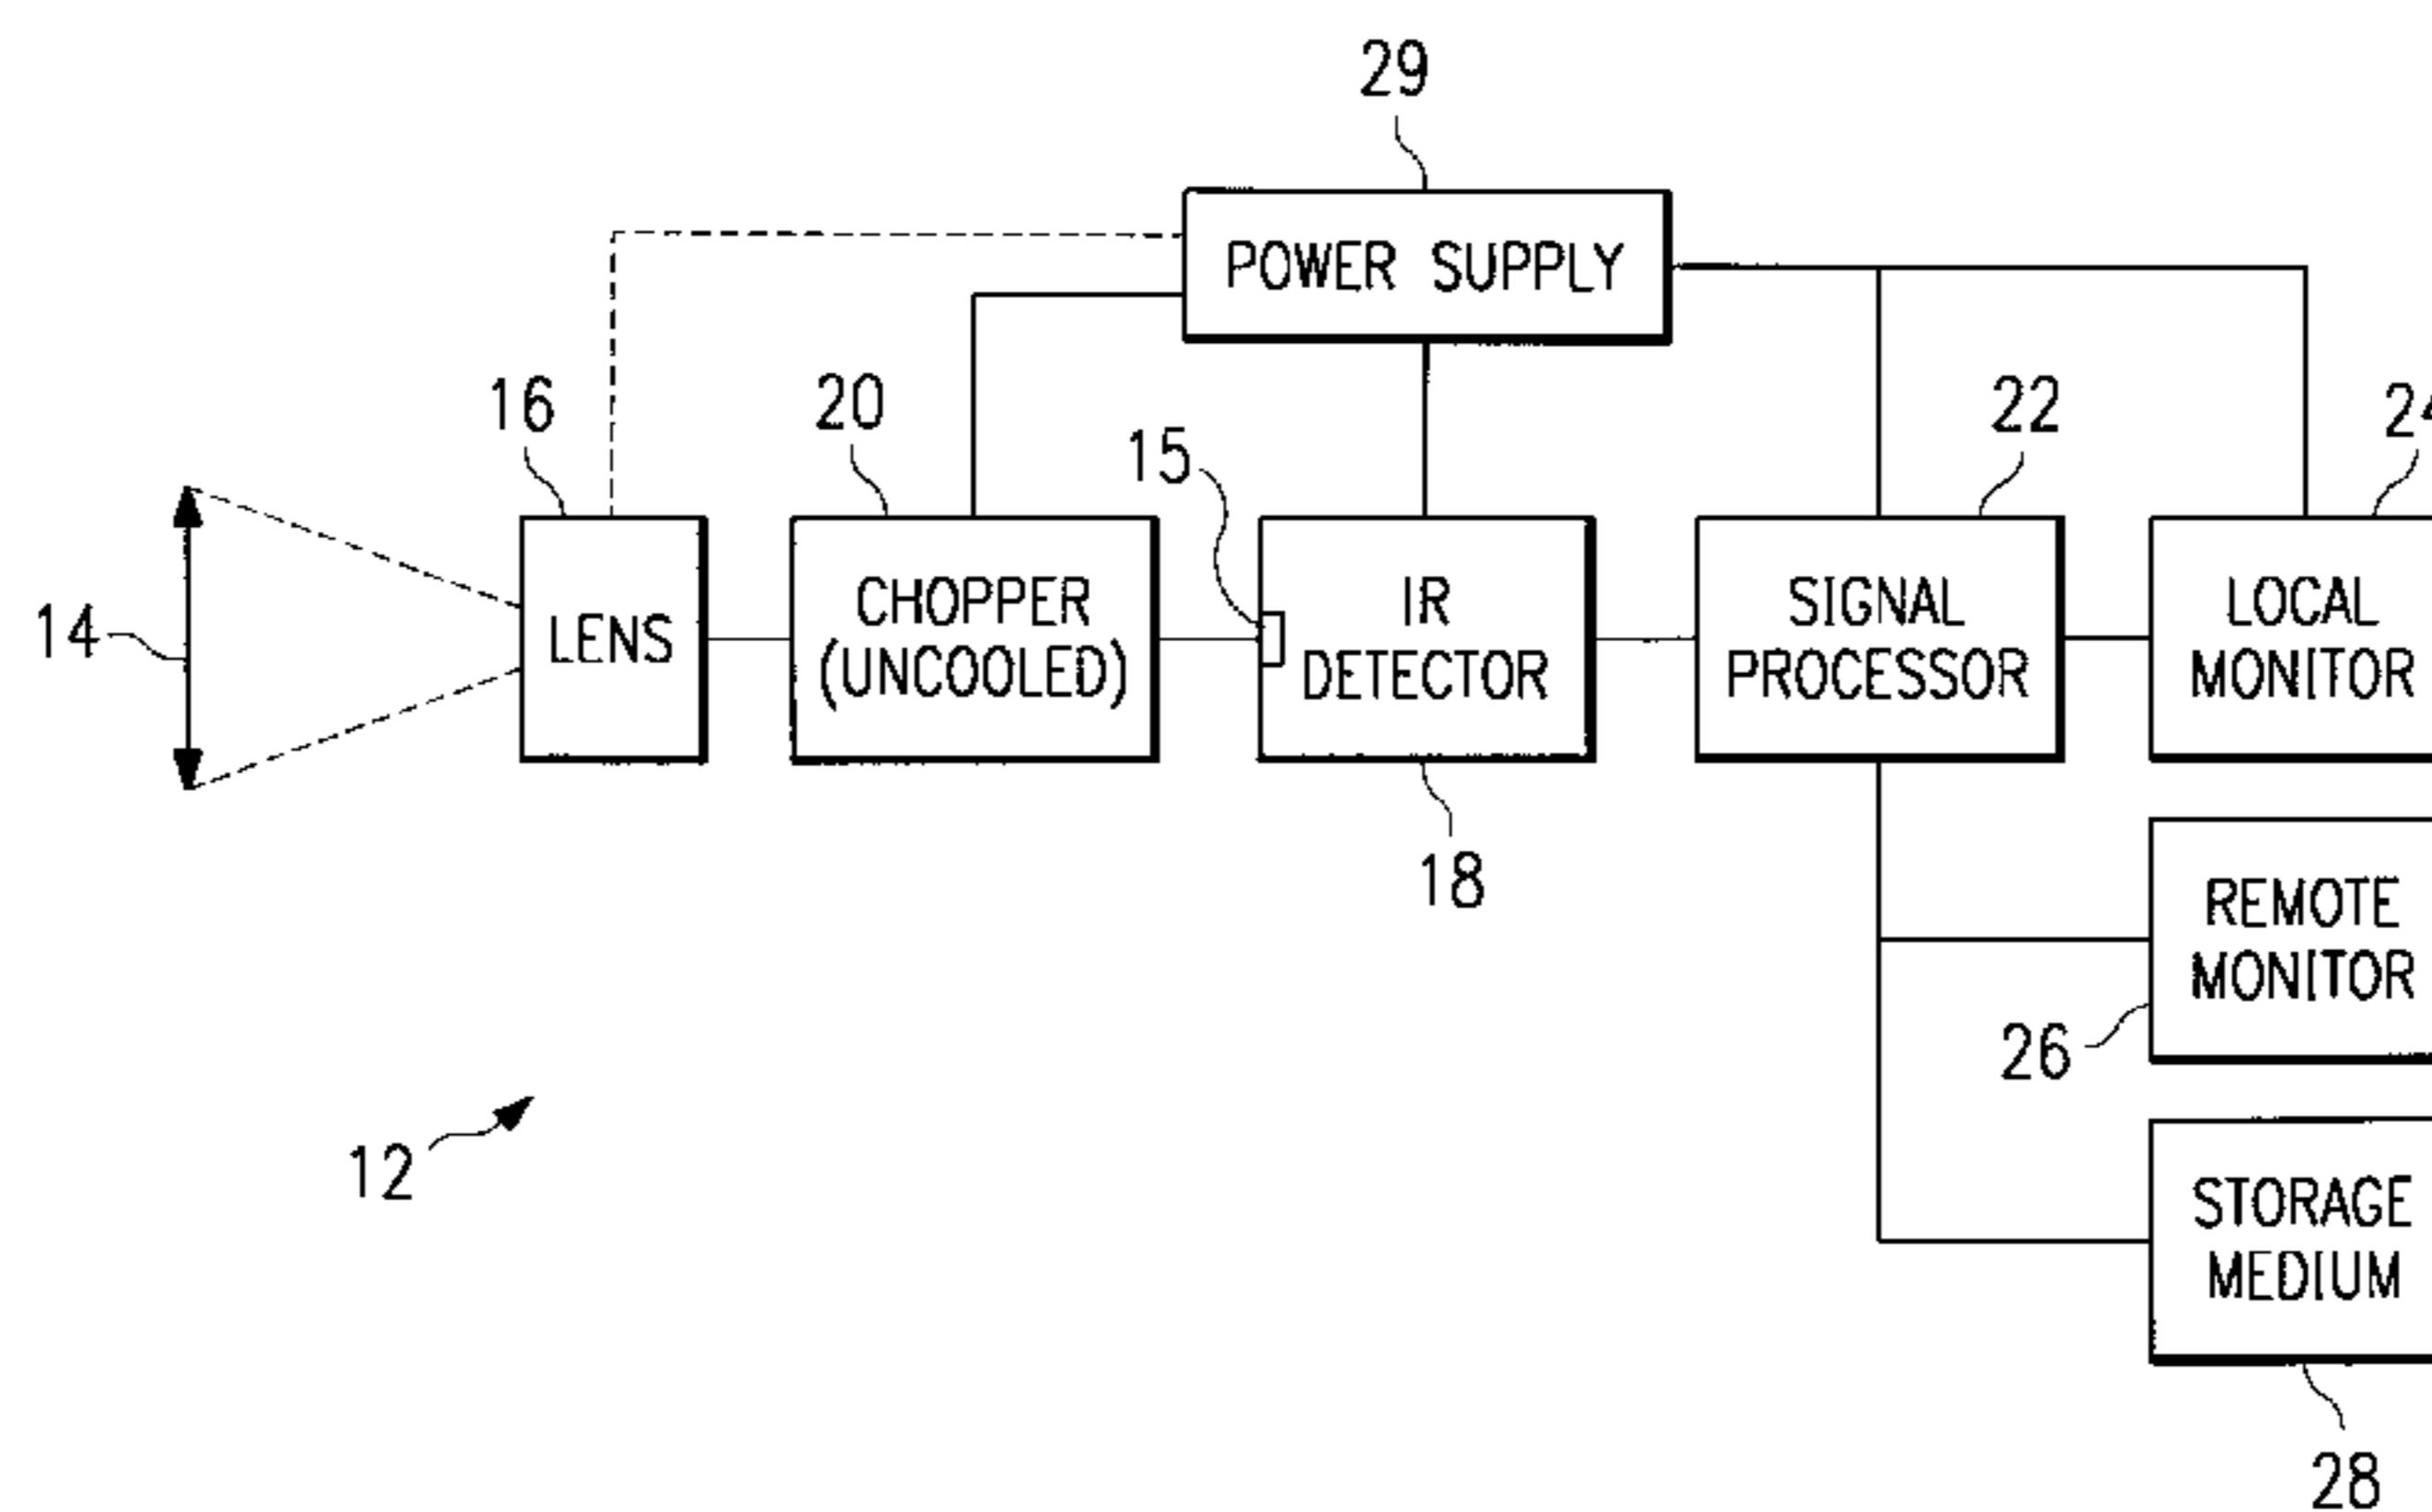 29
POWER SUPPLY
16
20
15
22
24
14
LENS
CHOPPER
(UNCOOLED)
IR
DETECTOR
SIGNAL
PROCESSOR
LOCAL
MONITOR
18
REMOTE
MONITOR
26
12
STORAGE
MEDIUM
28